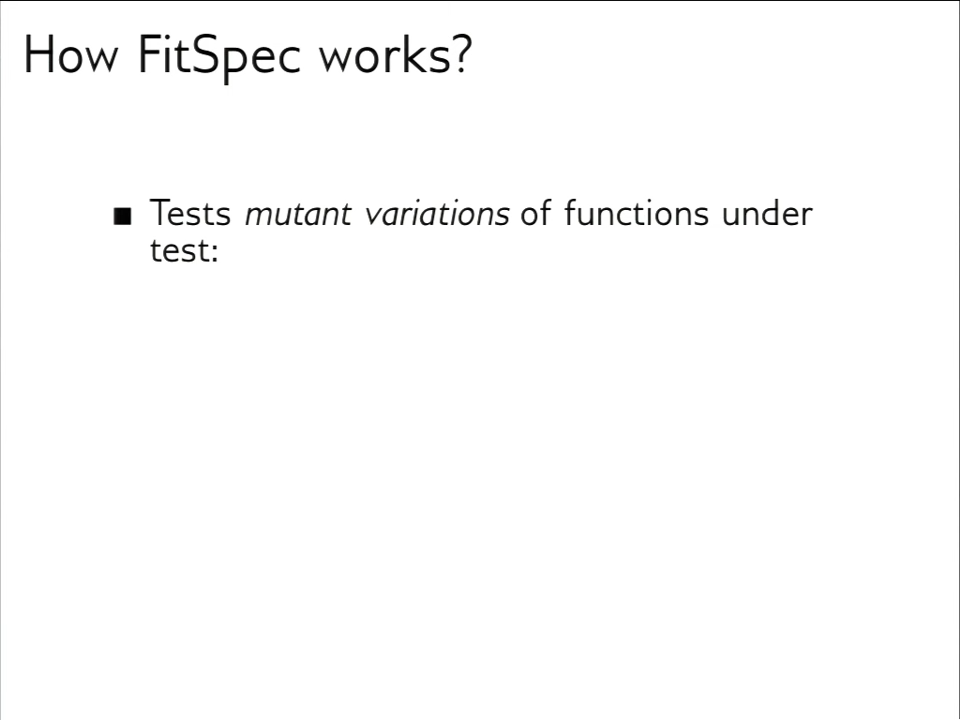 How FitSpec works?
■ Tests mutant variations of functions under
test: